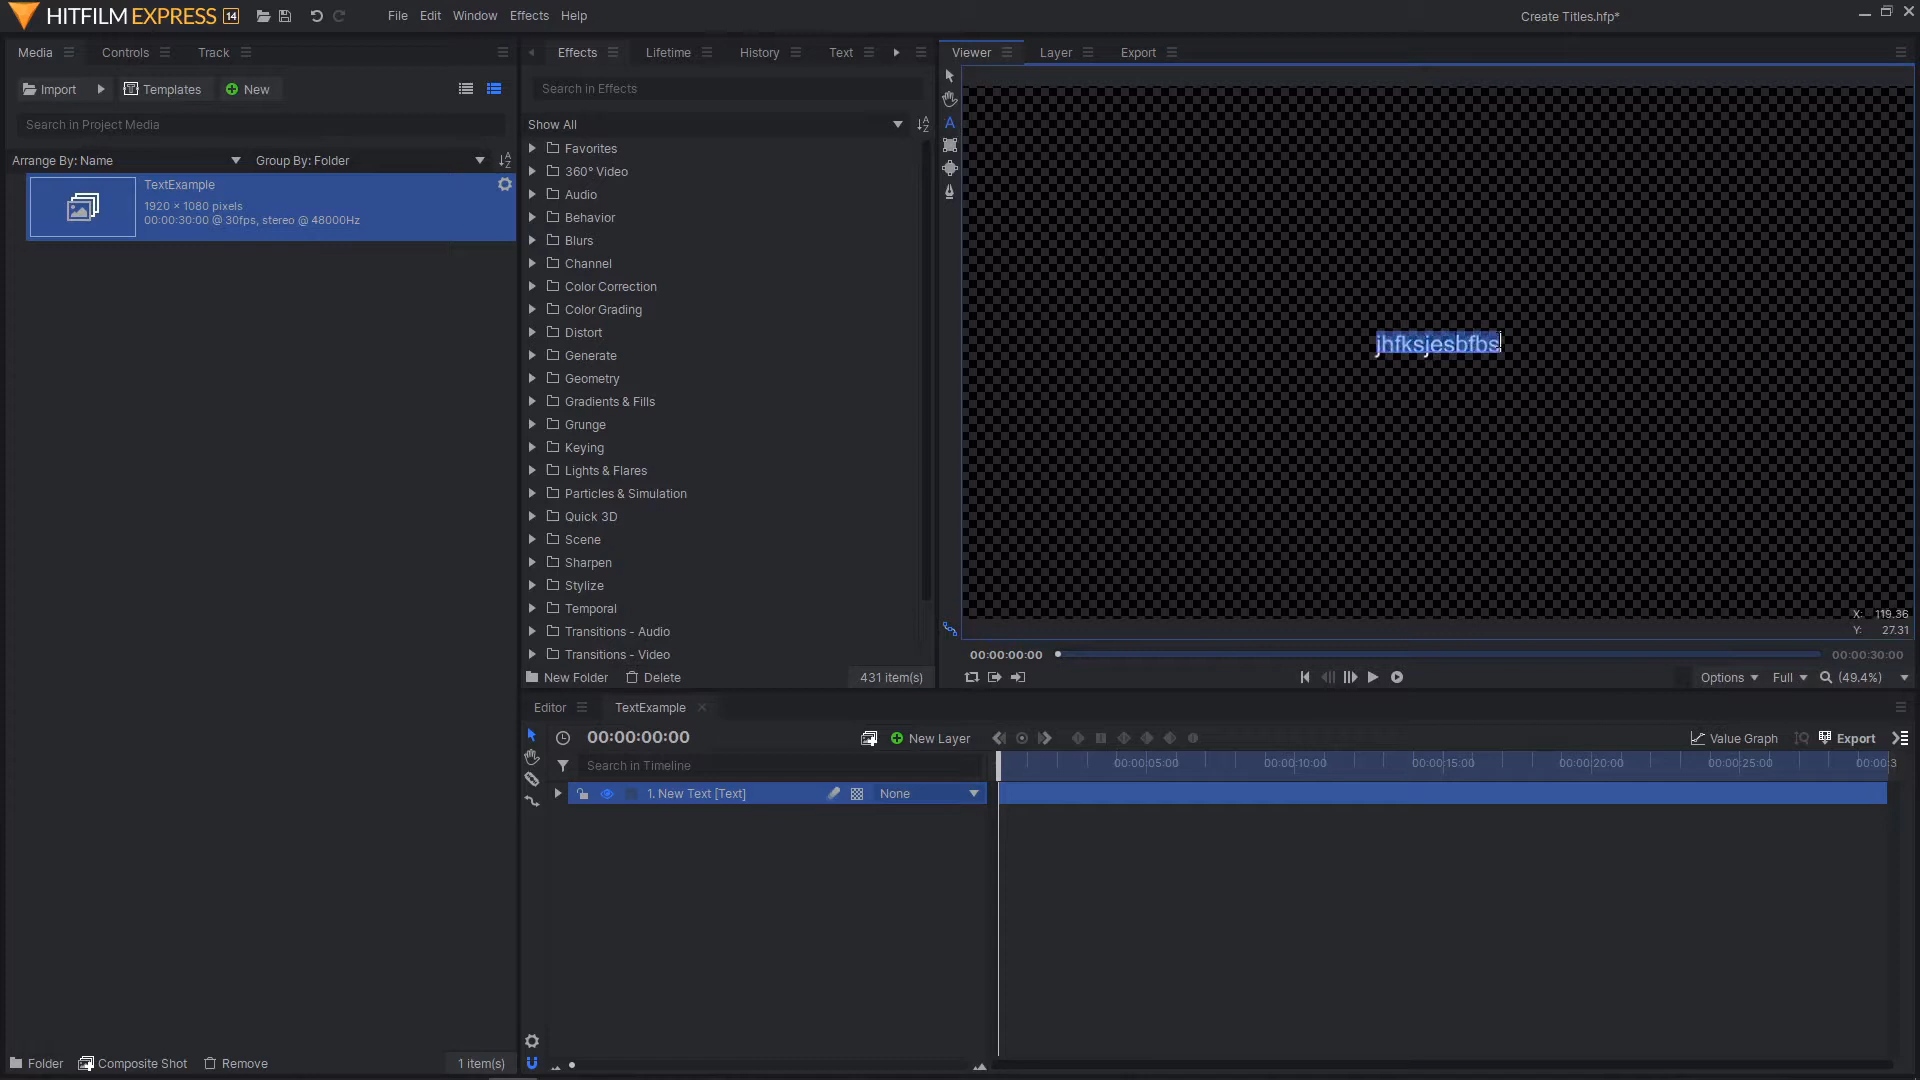 HITFILM EXPRESS 14
File Edit Window Effects Help
Create Titles.hfp*
Media Controls Track
Import Templates New
Search in Project Media
Arrange By: Name Group By: Folder
TextExample
1920 × 1080 pixels
00:00:30:00 @ 30fps, stereo @ 48000Hz
Folder Composite Shot Remove 1 item(s)
Effects Lifetime History Text
Search in Effects
Show All
Favorites
360° Video
Audio
Behavior
Blurs
Channel
Color Correction
Color Grading
Distort
Generate
Geometry
Gradients & Fills
Grunge
Keying
Lights & Flares
Particles & Simulation
Quick 3D
Scene
Sharpen
Stylize
Temporal
Transitions - Audio
Transitions - Video
New Folder Delete 431 item(s)
Viewer Layer Export
A
jhfksjesbfbs
X: 119.36
Y: 27.31
00:00:00:00 00:00:30:00
Options Full (49.4%)
Editor TextExample
00:00:00:00 New Layer Value Graph Export
Search in Timeline
00:00:05:00 00:00:10:00 00:00:15:00 00:00:20:00 00:00:25:00 00:00:3
1. New Text [Text] None